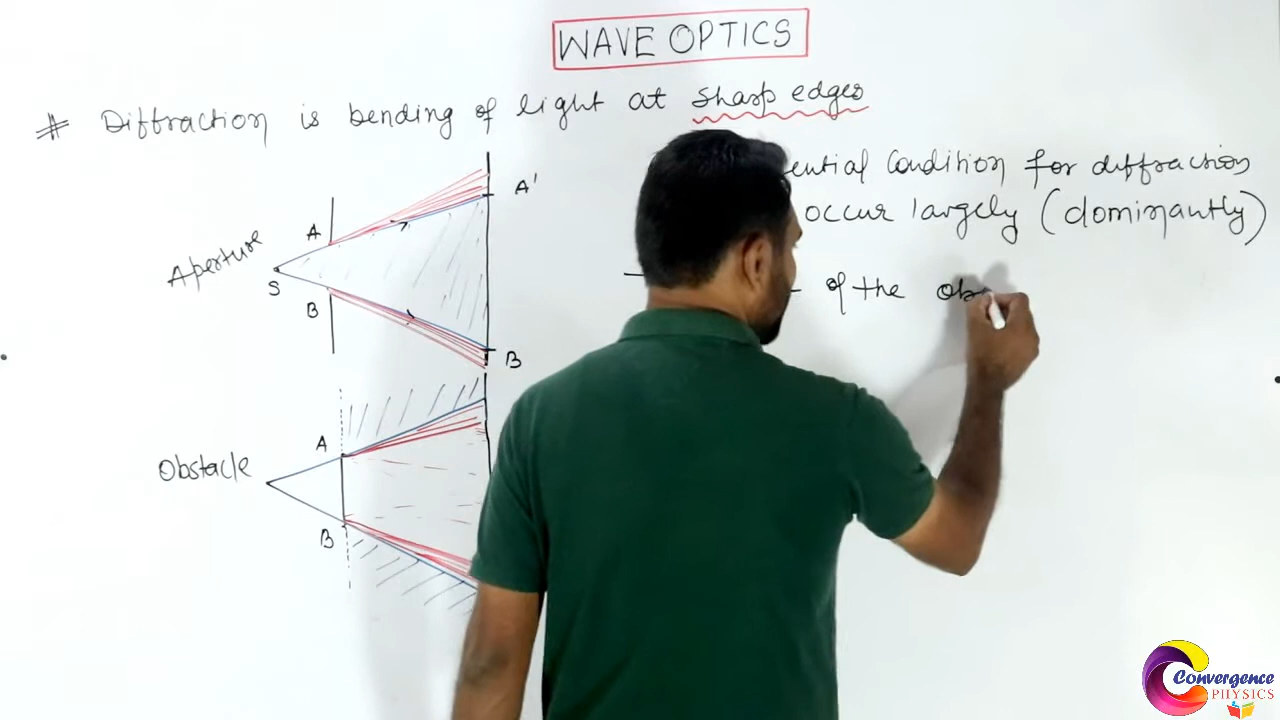 WAVE OPTICS
# Diffraction is bending of light at sharp edges
ential Condition for diffraction
occur largely (dominantly)
of the obs
Aperture
A
S
B
A'
B
Obstacle
A
B
Convergence
PHYSICS